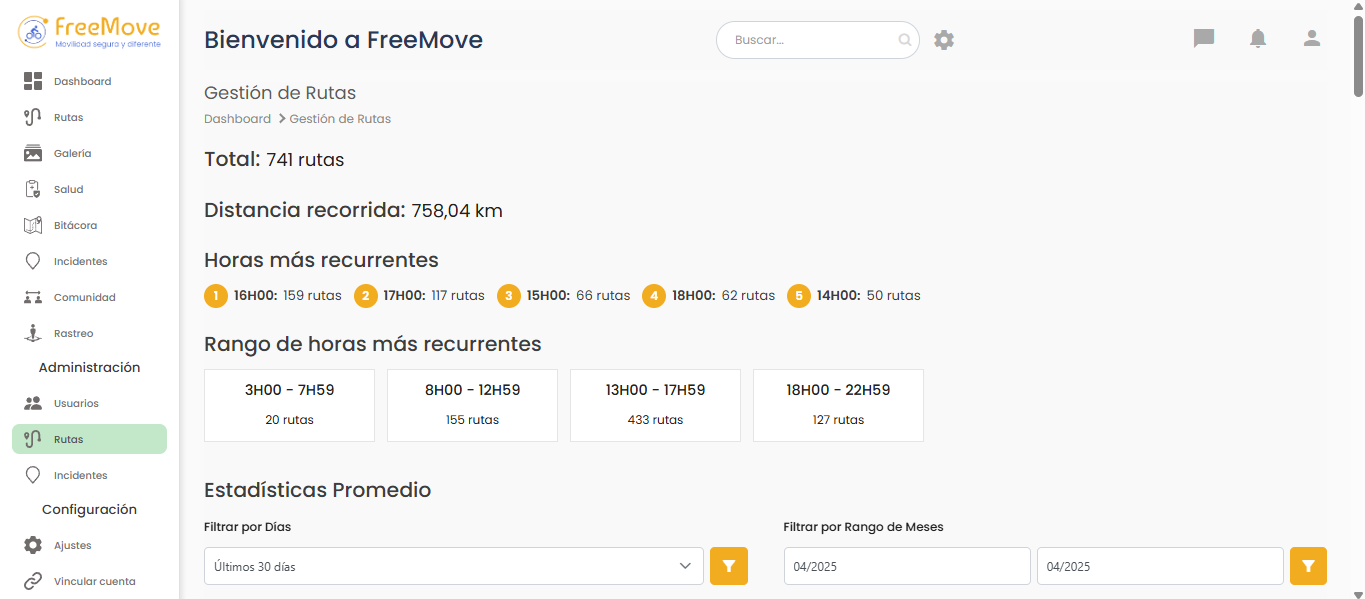 FreeMove
Movilidad segura y diferente
Dashboard
Rutas
Galería
Salud
Bitácora
Incidentes
Comunidad
Rastreo
Administración
Usuarios
Rutas
Incidentes
Configuración
Ajustes
Vincular cuenta
Bienvenido a FreeMove
Buscar...
Gestión de Rutas
Dashboard > Gestión de Rutas
Total: 741 rutas
Distancia recorrida: 758,04 km
Horas más recurrentes
1 16H00: 159 rutas 2 17H00: 117 rutas 3 15H00: 66 rutas 4 18H00: 62 rutas 5 14H00: 50 rutas
Rango de horas más recurrentes
3H00 - 7H59 8H00 - 12H59 13H00 - 17H59 18H00 - 22H59
20 rutas 155 rutas 433 rutas 127 rutas
Estadísticas Promedio
Filtrar por Días Filtrar por Rango de Meses
Últimos 30 días 04/2025 04/2025